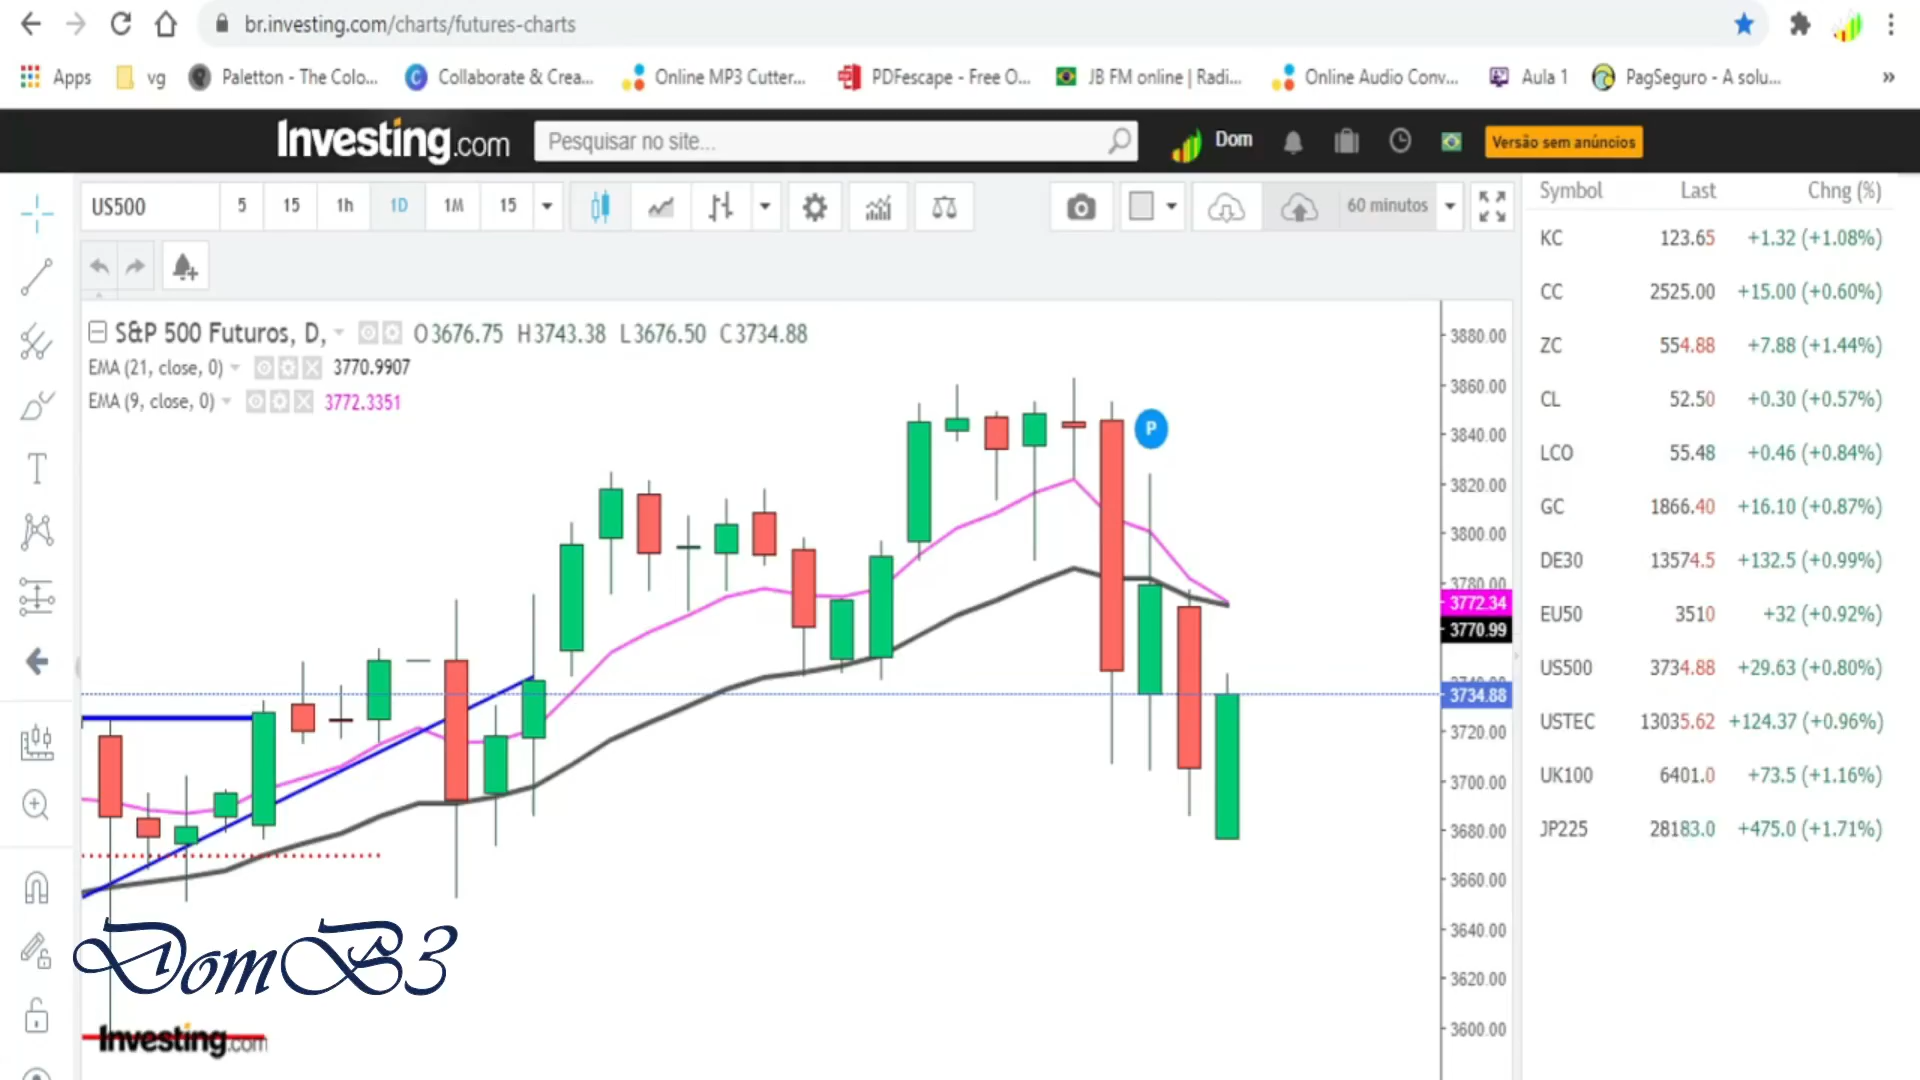 br.investing.com/charts/futures-charts
Apps vg Paletton - The Colo... Collaborate & Crea... Online MP3 Cutter... PDFescape - Free O... JB FM online | Radi... Online Audio Conv... Aula 1 PagSeguro - A solu... »
Investing.com Pesquisar no site... Dom Versão sem anúncios
US500 5 15 1h 1D 1M 15 60 minutos
Symbol Last Chng (%)
KC 123.65 +1.32 (+1.08%)
CC 2525.00 +15.00 (+0.60%)
ZC 554.88 +7.88 (+1.44%)
CL 52.50 +0.30 (+0.57%)
LCO 55.48 +0.46 (+0.84%)
GC 1866.40 +16.10 (+0.87%)
DE30 13574.5 +132.5 (+0.99%)
EU50 3510 +32 (+0.92%)
US500 3734.88 +29.63 (+0.80%)
USTEC 13035.62 +124.37 (+0.96%)
UK100 6401.0 +73.5 (+1.16%)
JP225 28183.0 +475.0 (+1.71%)
S&P 500 Futuros, D, O3676.75 H3743.38 L3676.50 C3734.88
EMA (21, close, 0) 3770.9907
EMA (9, close, 0) 3772.3351
P
3880.00
3860.00
3840.00
3820.00
3800.00
3780.00
3772.34
3770.99
3734.88
3720.00
3700.00
3680.00
3660.00
3640.00
3620.00
3600.00
T
DomB3
Investing.com